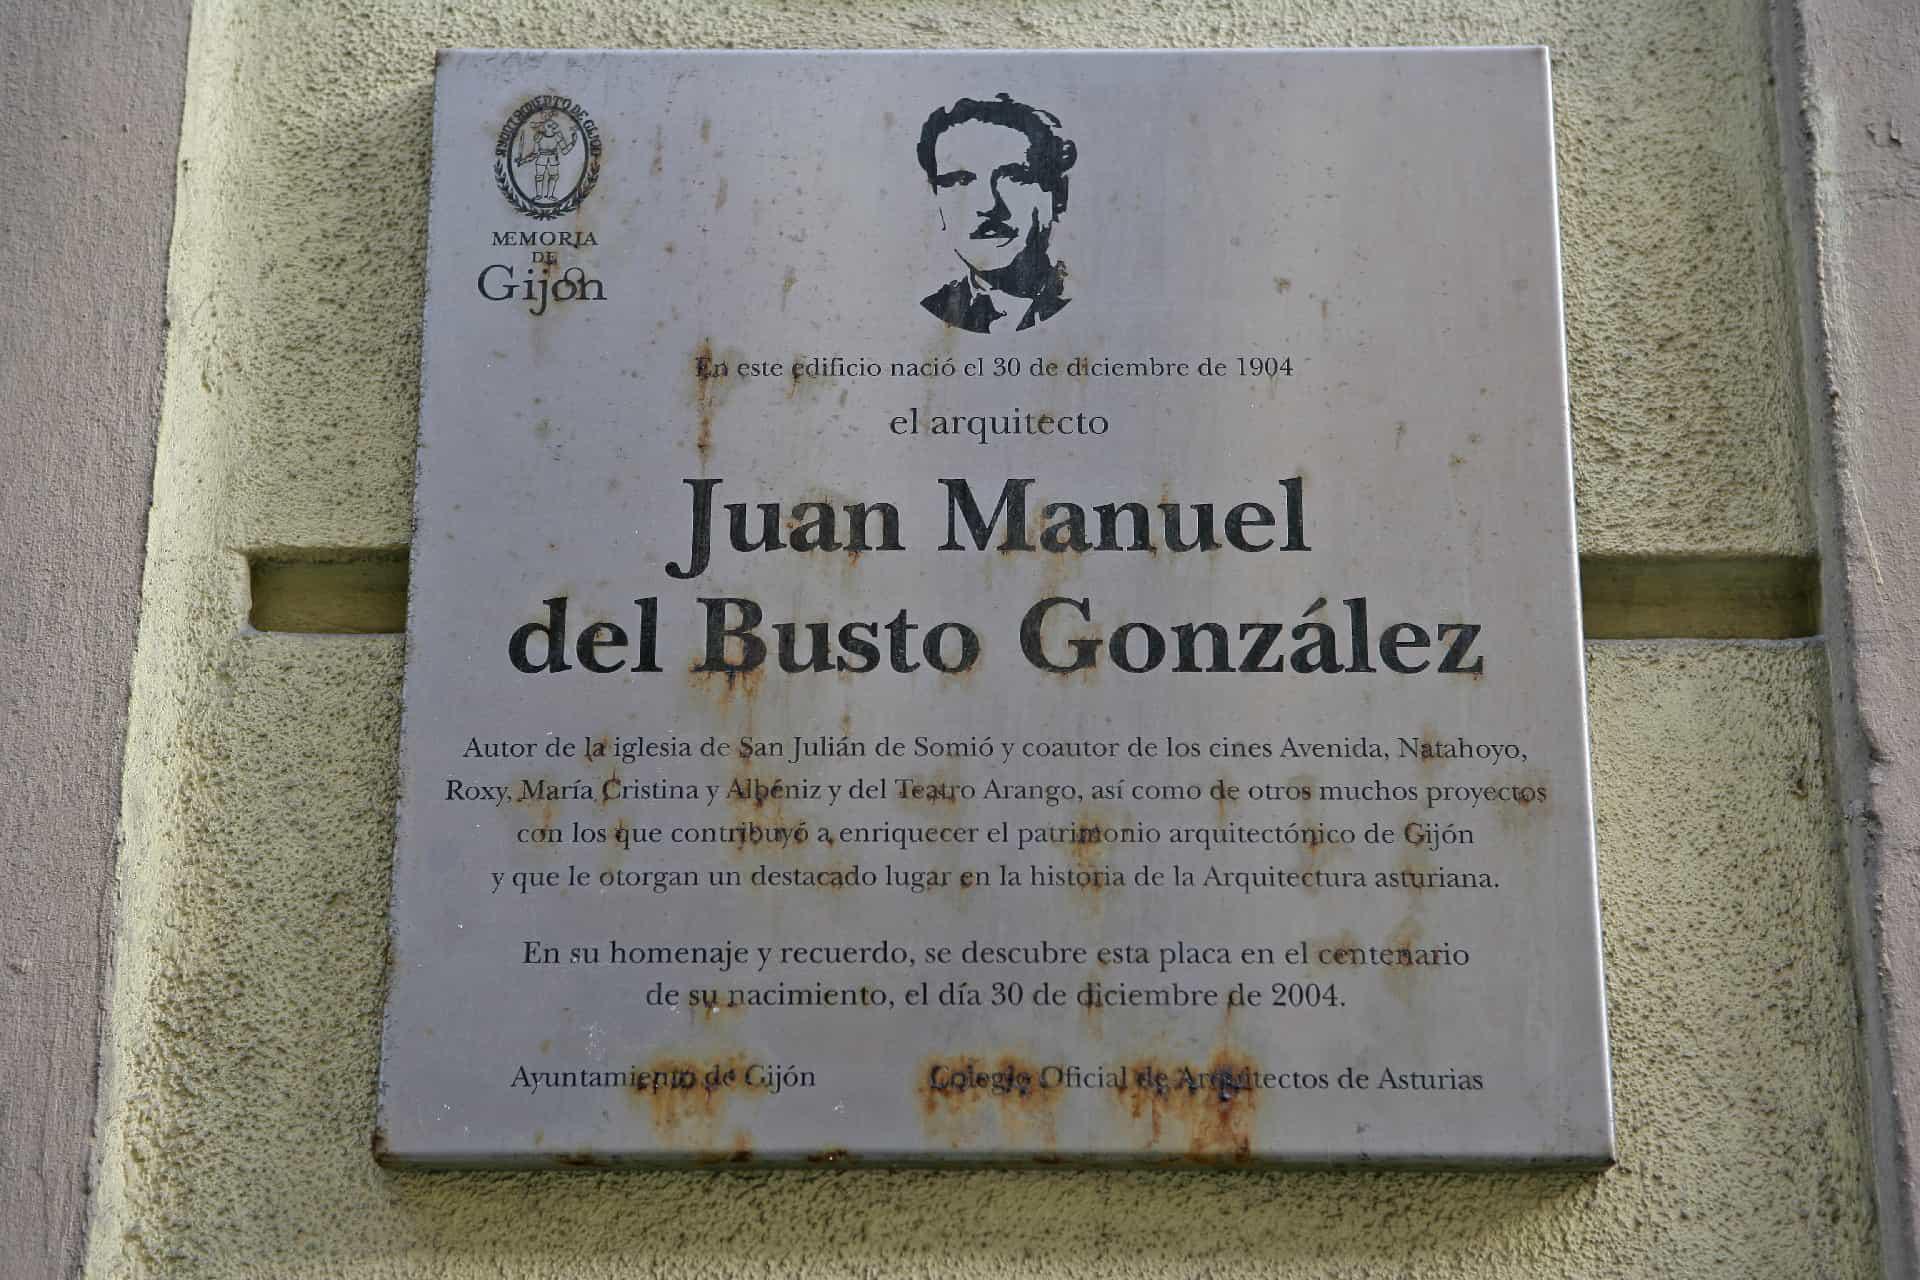 AYUNTAMIENTO DE GIJON
MEMORIA
DE
Gijón
En este edificio nació el 30 de diciembre de 1904
el arquitecto
Juan Manuel
del Busto González
Autor de la iglesia de San Julián de Somió y coautor de los cines Avenida, Natahoyo,
Roxy, María Cristina y Albéniz y del Teatro Arango, así como de otros muchos proyectos
con los que contribuyó a enriquecer el patrimonio arquitectónico de Gijón
y que le otorgan un destacado lugar en la historia de la Arquitectura asturiana.
En su homenaje y recuerdo, se descubre esta placa en el centenario
de su nacimiento, el día 30 de diciembre de 2004.
Ayuntamiento de Gijón
Colegio Oficial de Arquitectos de Asturias